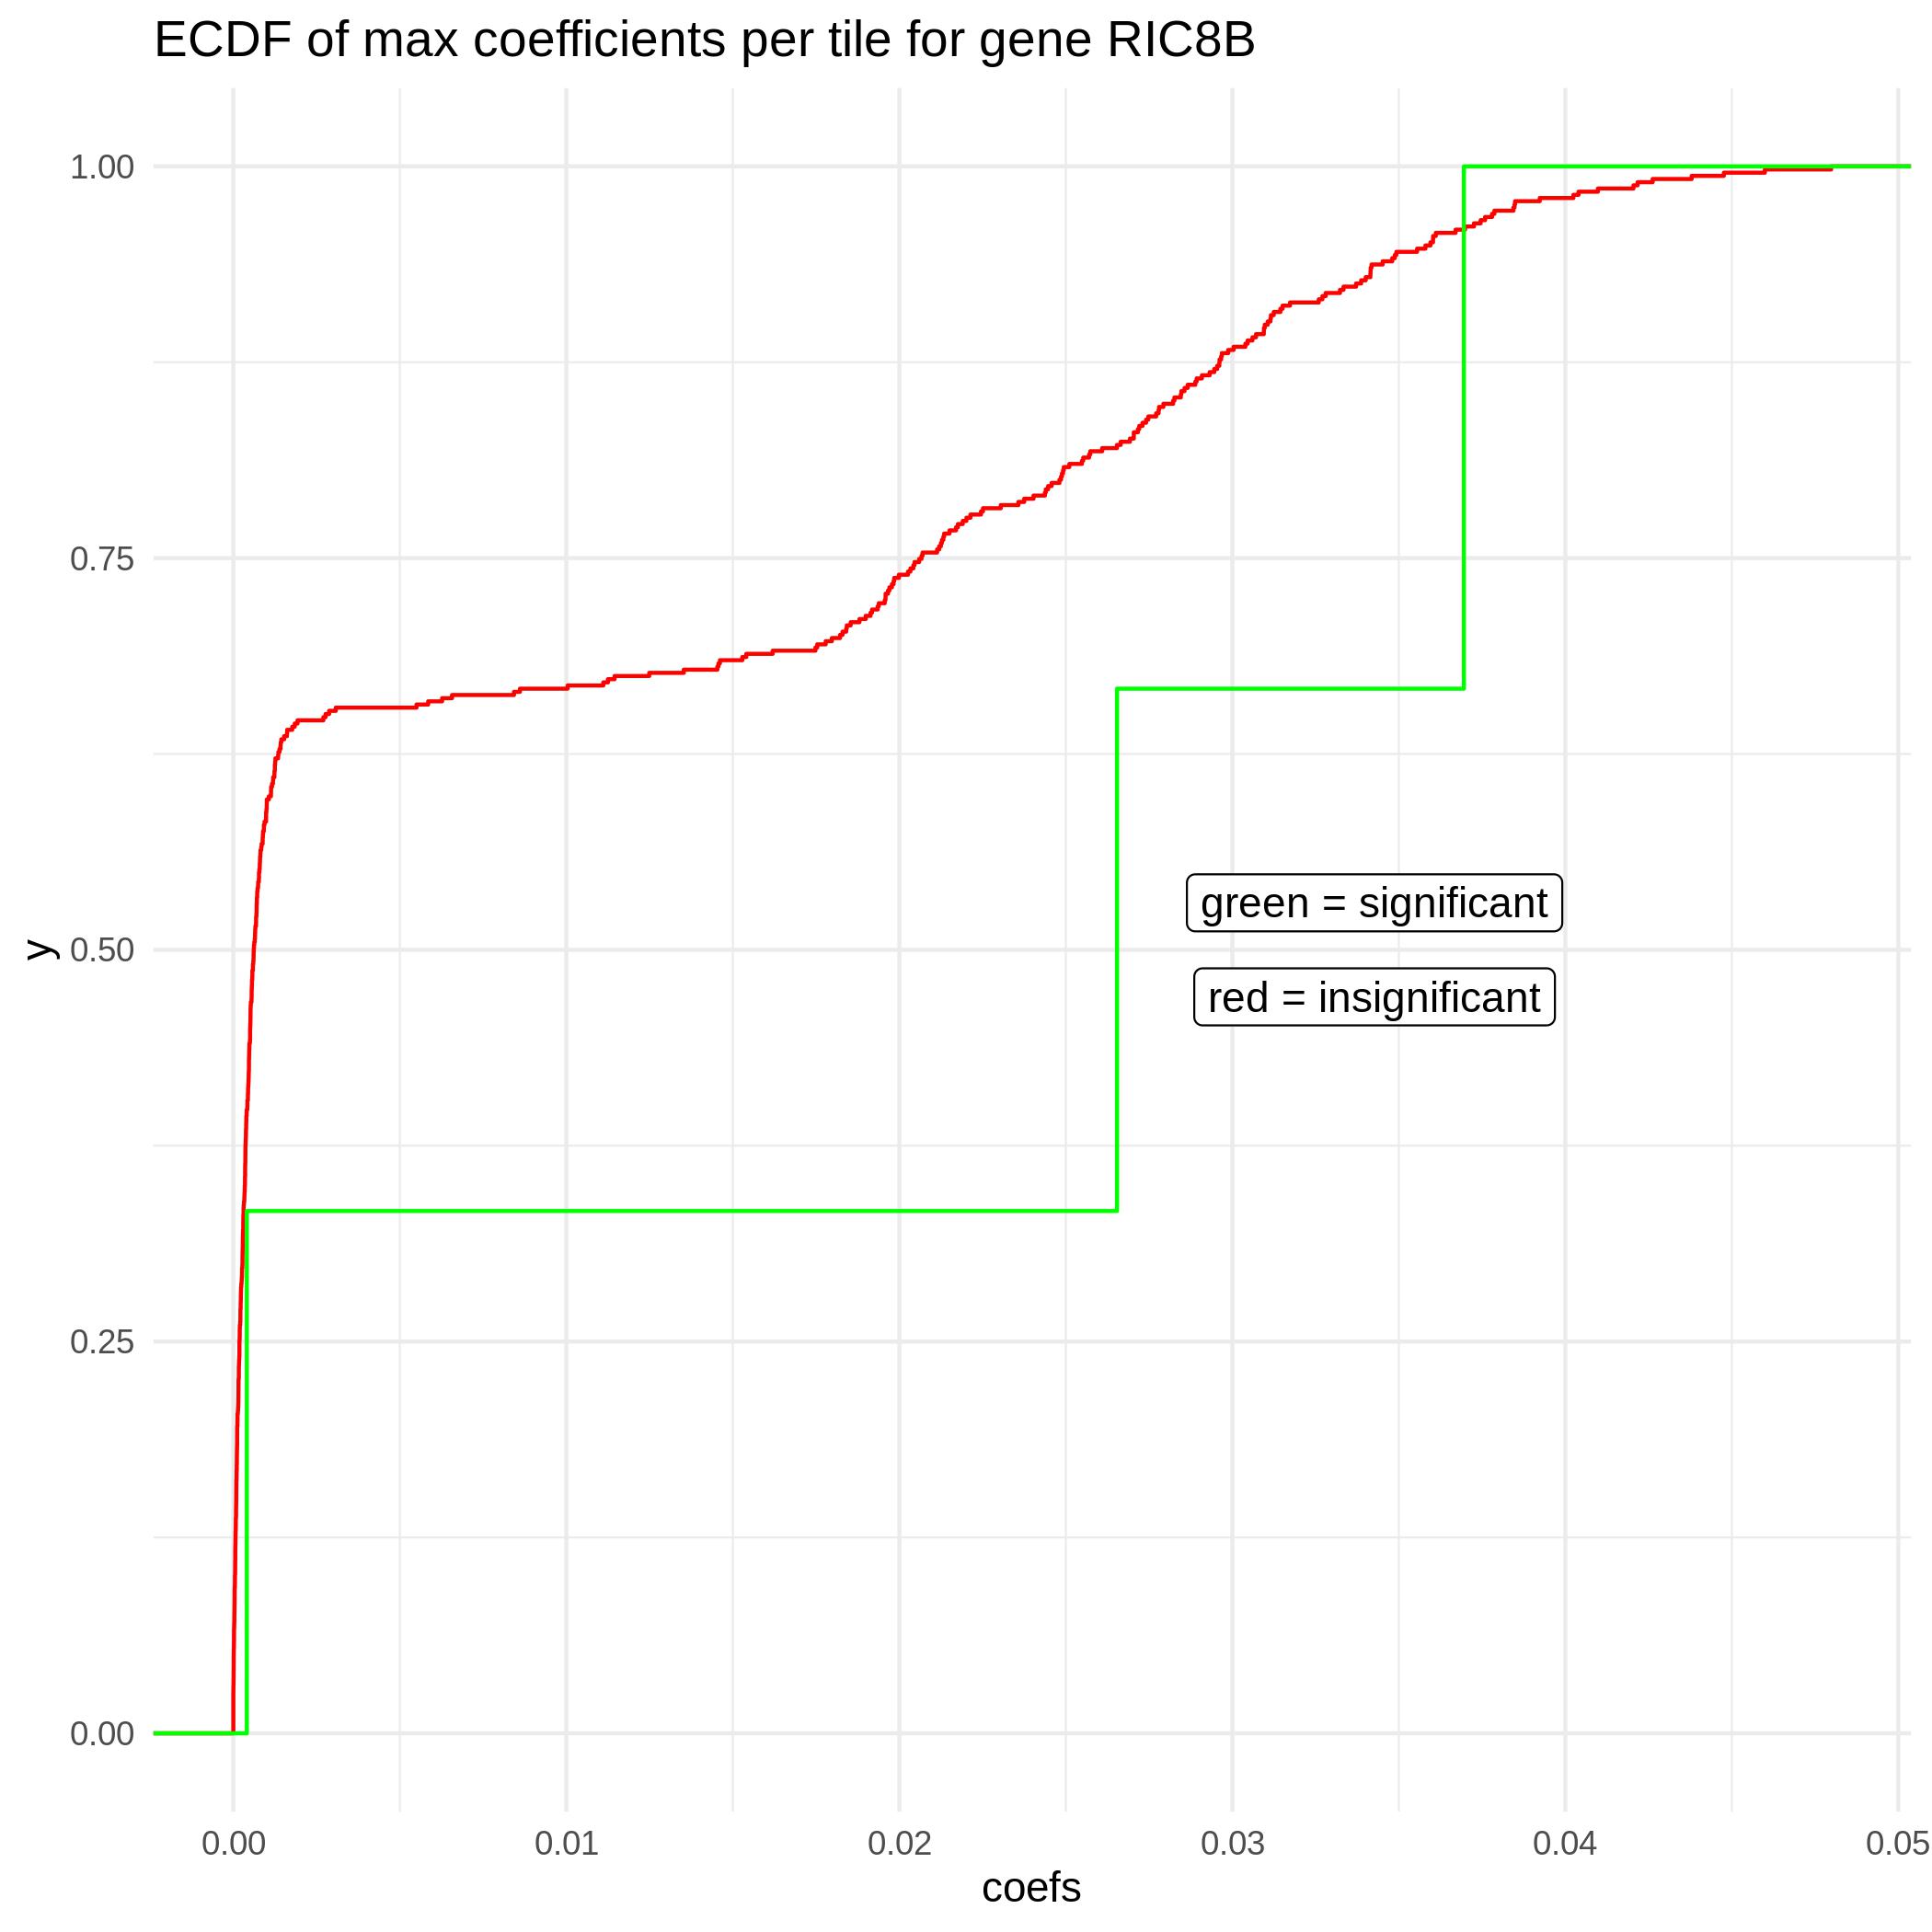 ECDF of max coefficients per tile for gene RIC8B
1.00
0.75
0.50
0.25
0.00
y
green = significant
red = insignificant
0.00 0.01 0.02 0.03 0.04 0.05
coefs